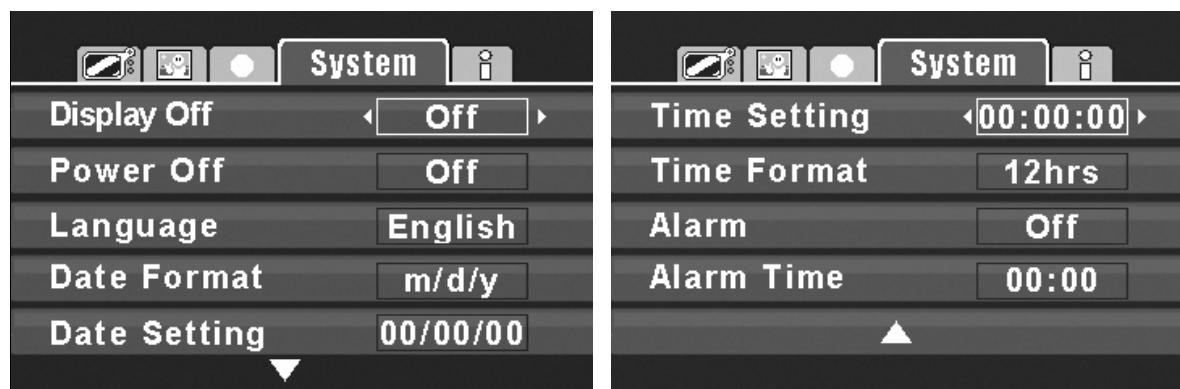 System i
Display Off Off
Power Off Off
Language English
Date Format m/d/y
Date Setting 00/00/00
System i
Time Setting 00:00:00
Time Format 12hrs
Alarm Off
Alarm Time 00:00